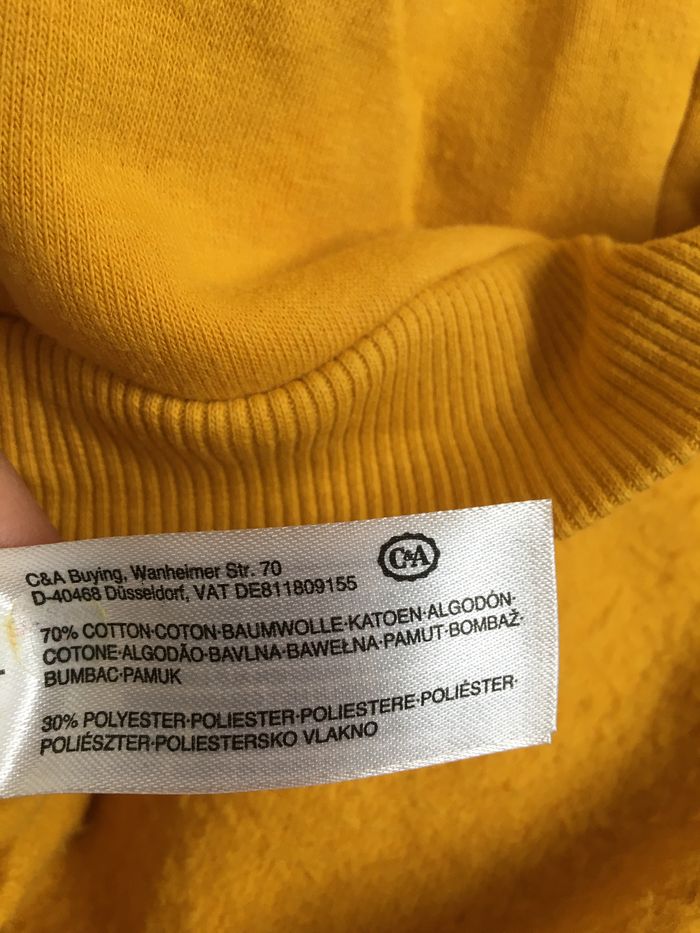 C&A Buying, Wanheimer Str. 70
D-40468 Düsseldorf, VAT DE811809155
C&A
70% COTTON·COTON·BAUMWOLLE·KATOEN·ALGODÓN·
COTONE·ALGODÃO·BAVLNA·BAWEŁNA·PAMUT·BOMBAŽ·
BUMBAC·PAMUK
30% POLYESTER·POLIESTER·POLIESTERE·POLIÉSTER·
POLIÉSZTER·POLIESTERSKO VLAKNO